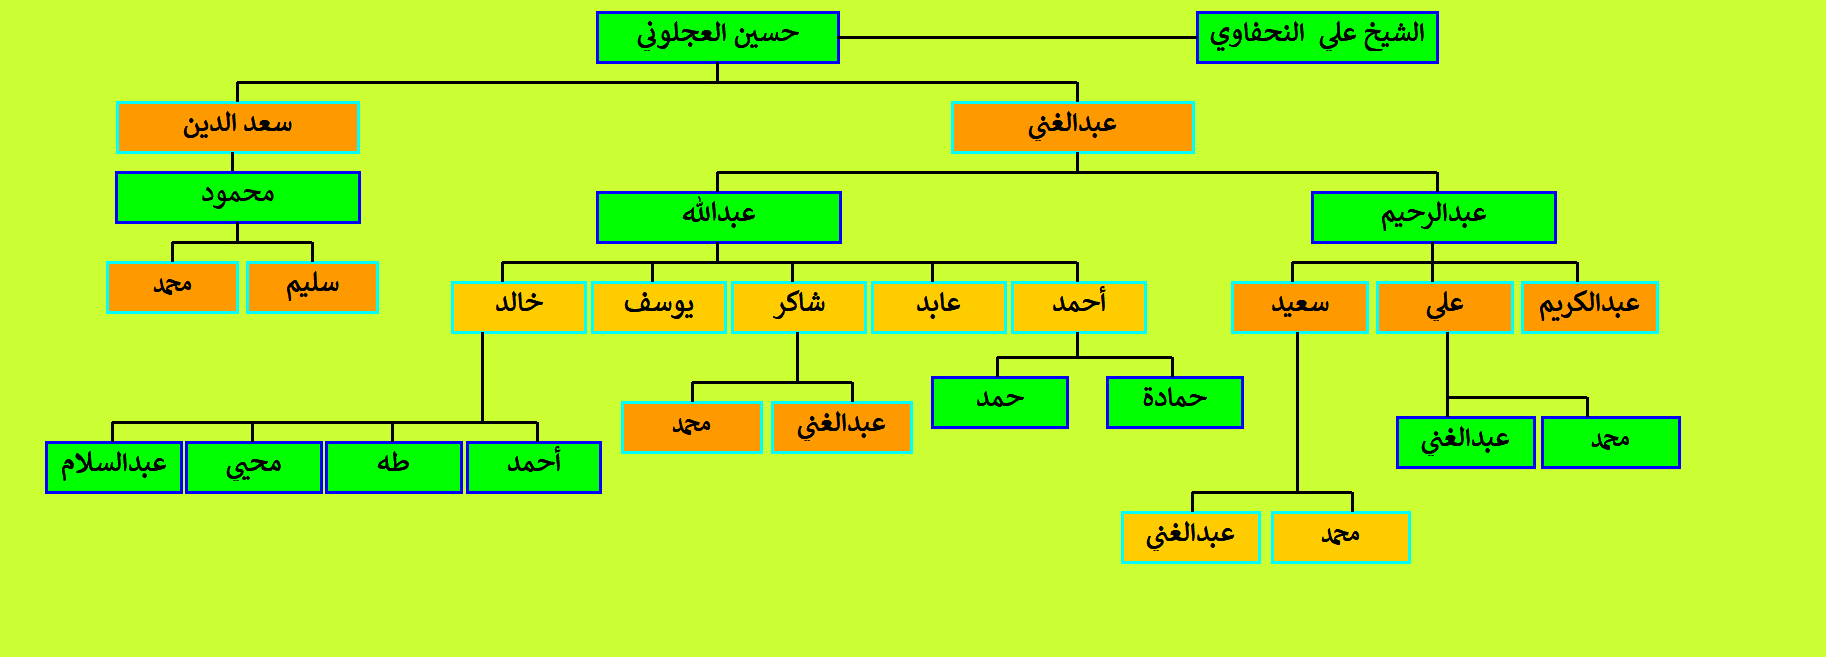 الشيخ علي النحفاوي
حسين العجلوني
عبدالغني
سعد الدين
محمود
عبدالرحيم
عبدالله
سليم
محمد
عبدالكريم
علي
سعيد
أحمد
عابد
شاكر
يوسف
خالد
حمادة
حمد
عبدالغني
محمد
محمد
عبدالغني
أحمد
طه
محيي
عبدالسلام
محمد
عبدالغني